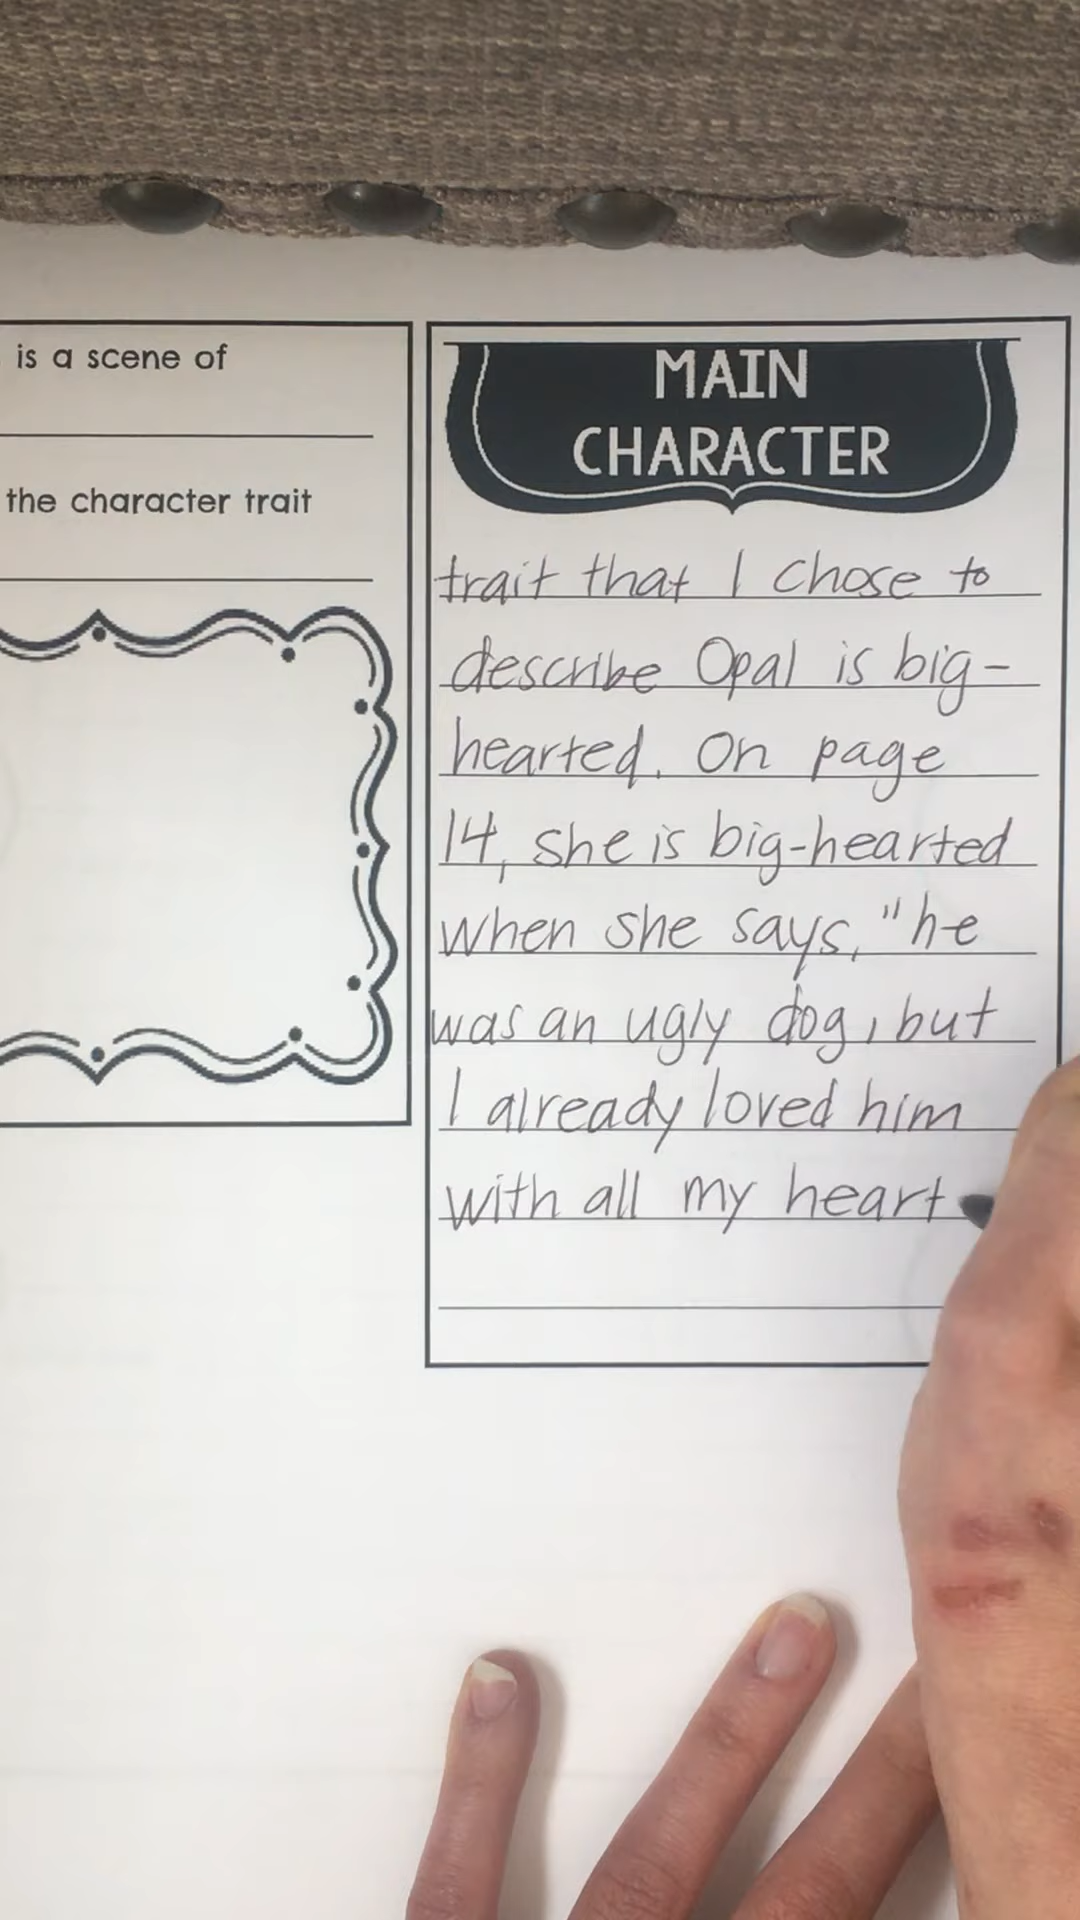 is a scene of
the character trait
MAIN
CHARACTER
trait that I chose to
describe Opal is big-
hearted. On page
14, she is big-hearted
when she says, "he
was an ugly dog, but
I already loved him
with all my heart